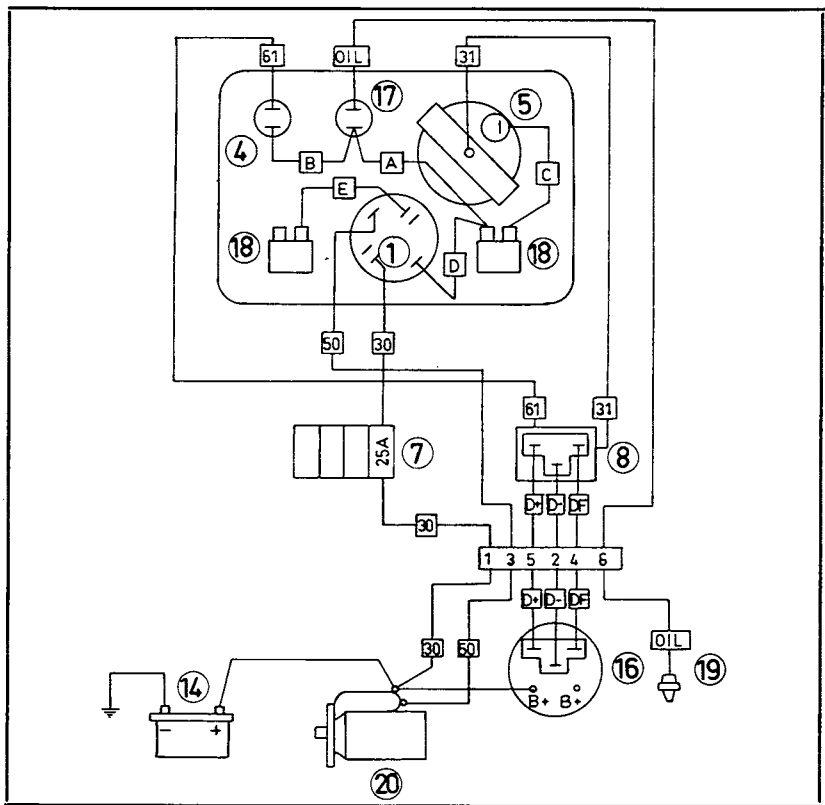 61 OIL 31
17 5
4
B A C
E
18 1 D 18
50 30
61 31
25A 7 8
D+ D- DF
30
1 3 5 2 4 6
D+ D- DF
30 50 OIL
14 16 19
B+ B+
- +
20